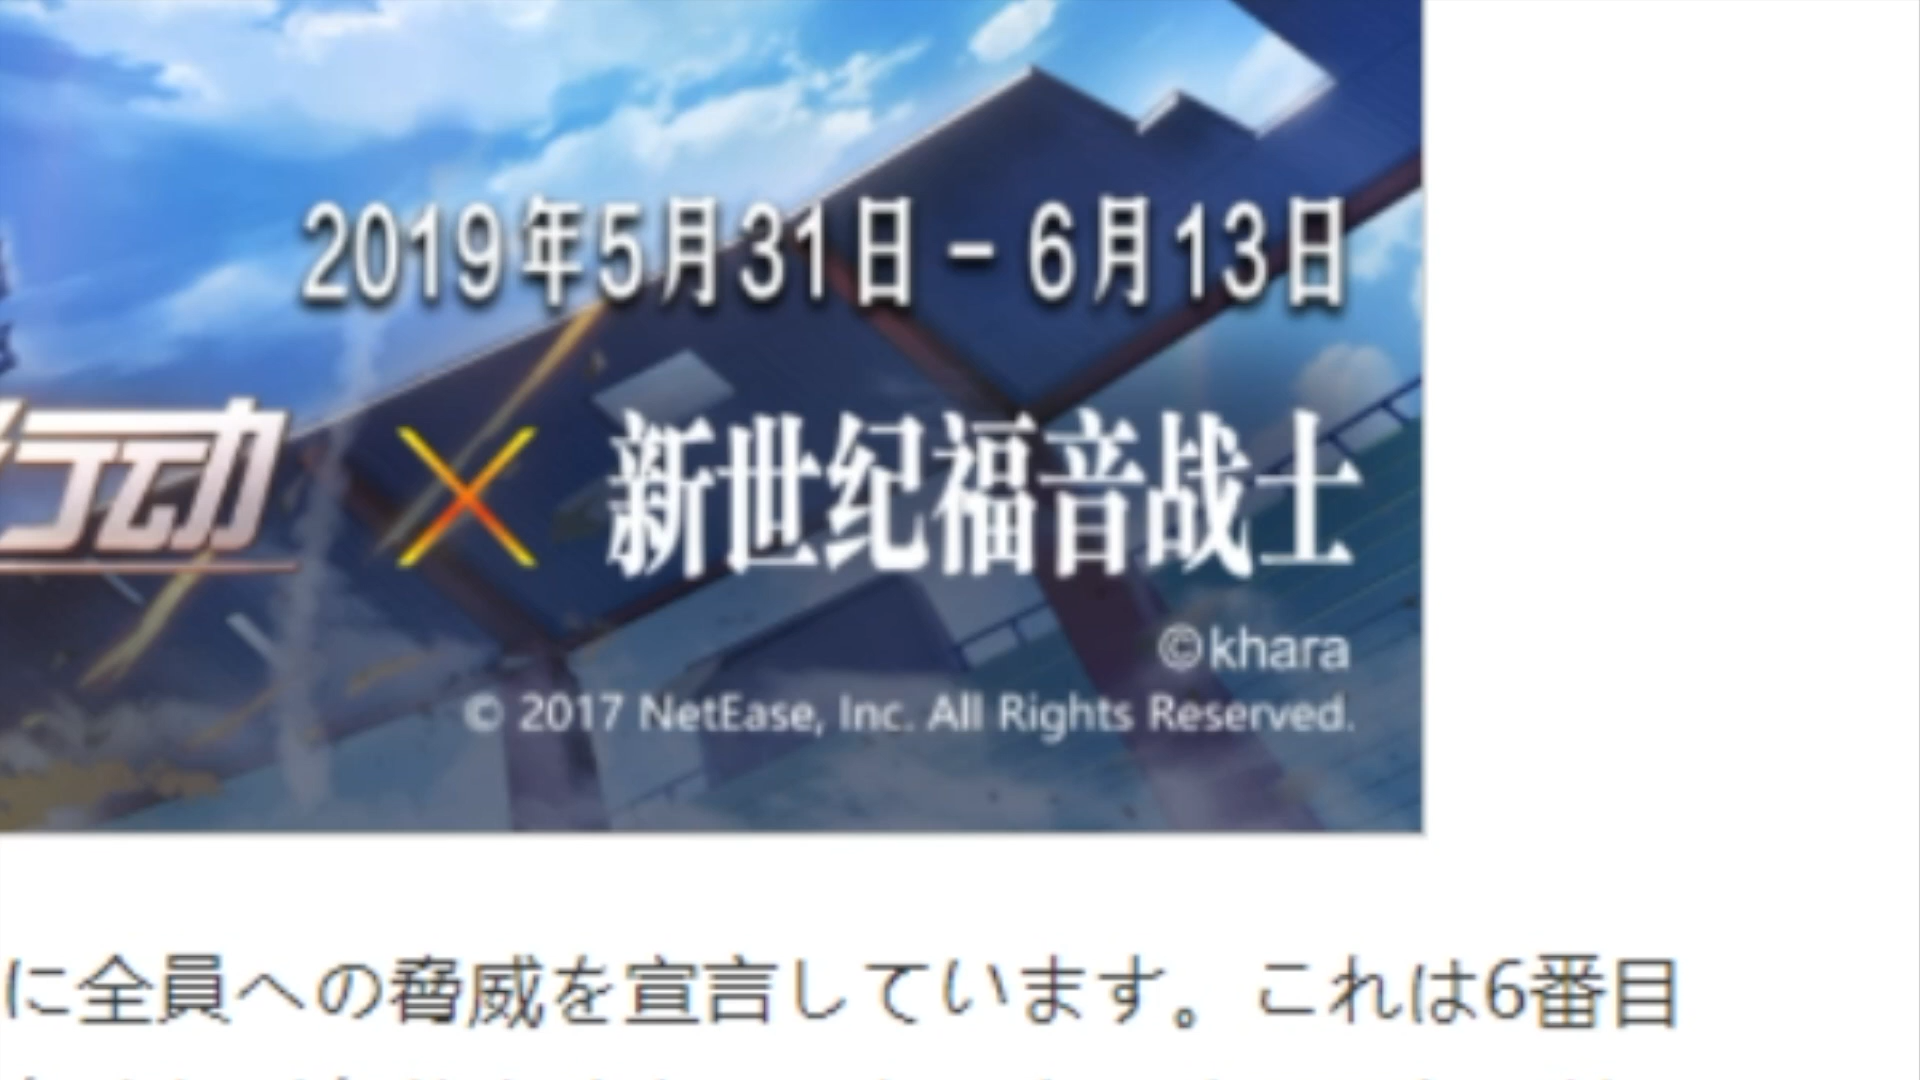 2019年5月31日 - 6月13日
行动 × 新世纪福音战士
©khara
© 2017 NetEase, Inc. All Rights Reserved.
に全員への脅威を宣言しています。これは6番目